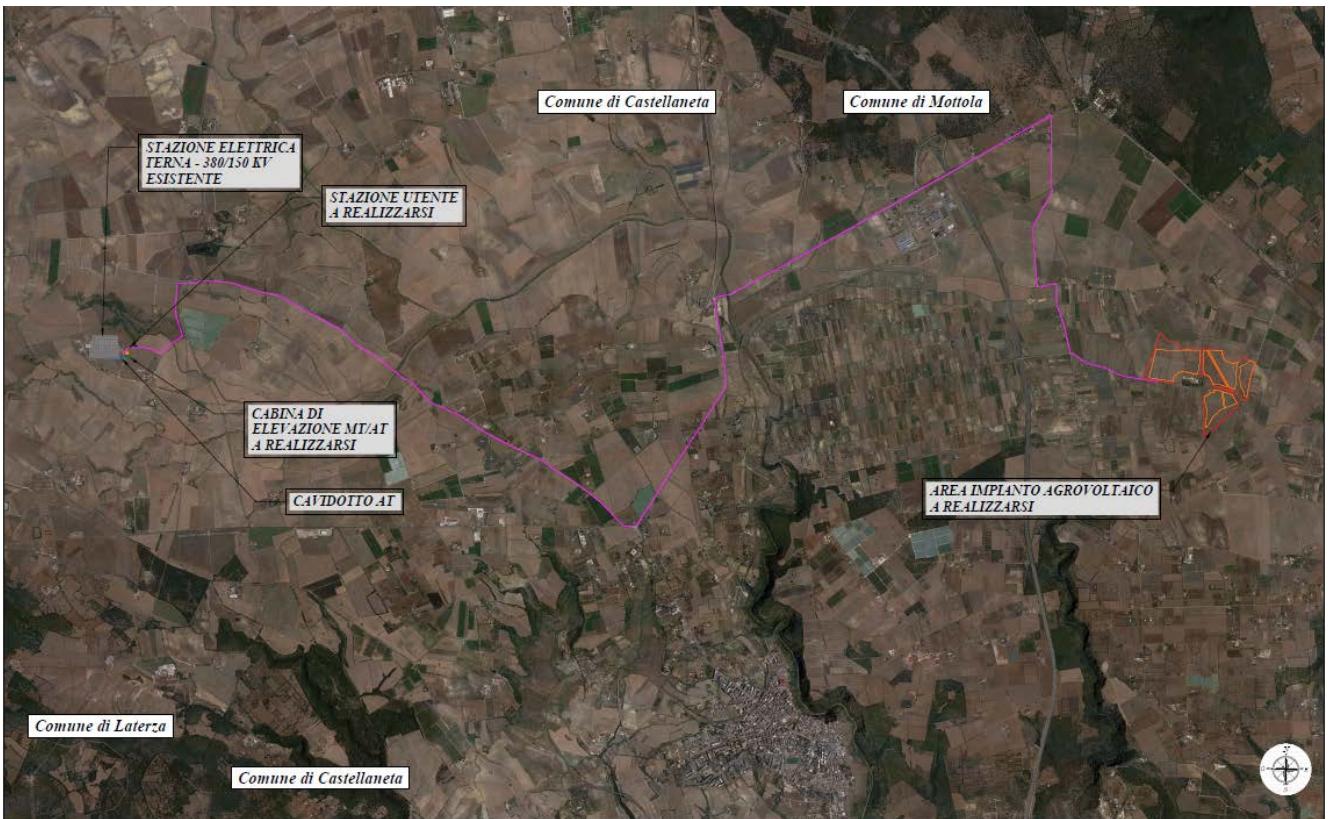 Comune di Castellaneta
Comune di Mottola
STAZIONE ELETTRICA
TERNA - 380/150 KV
ESISTENTE
STAZIONE UTENTE
A REALIZZARSI
CABINA DI
ELEVAZIONE MT/AT
A REALIZZARSI
CAVIDOTTO AT
AREA IMPIANTO AGROVOLTAICO
A REALIZZARSI
Comune di Laterza
Comune di Castellaneta